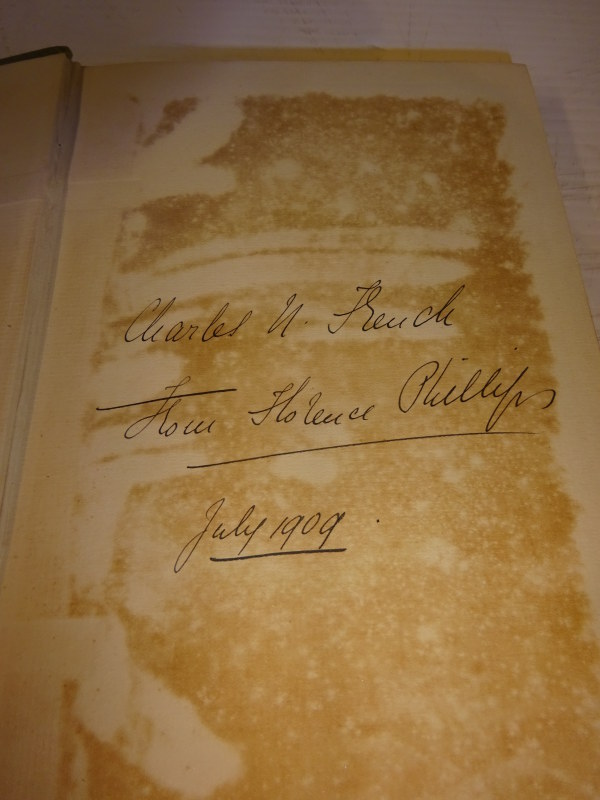 Charles N. French
From Florence Phillips
July 1909.